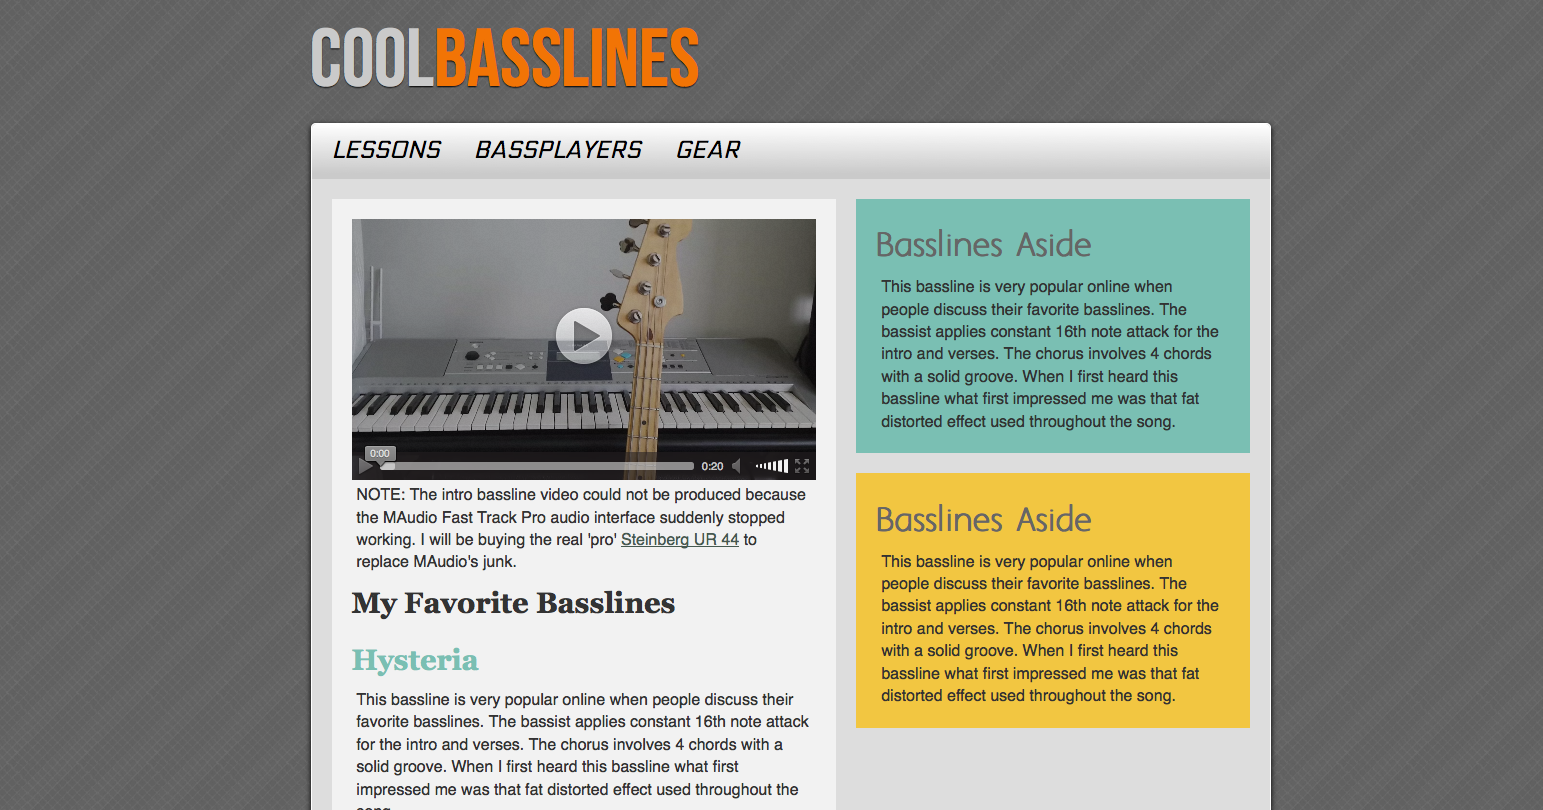 COOLBASSLINES
LESSONS BASSPLAYERS GEAR
0:00
0:20
NOTE: The intro bassline video could not be produced because
the MAudio Fast Track Pro audio interface suddenly stopped
working. I will be buying the real 'pro' Steinberg UR 44 to
replace MAudio's junk.
My Favorite Basslines
Hysteria
This bassline is very popular online when people discuss their
favorite basslines. The bassist applies constant 16th note attack
for the intro and verses. The chorus involves 4 chords with a
solid groove. When I first heard this bassline what first
impressed me was that fat distorted effect used throughout the
Basslines Aside
This bassline is very popular online when
people discuss their favorite basslines. The
bassist applies constant 16th note attack for the
intro and verses. The chorus involves 4 chords
with a solid groove. When I first heard this
bassline what first impressed me was that fat
distorted effect used throughout the song.
Basslines Aside
This bassline is very popular online when
people discuss their favorite basslines. The
bassist applies constant 16th note attack for the
intro and verses. The chorus involves 4 chords
with a solid groove. When I first heard this
bassline what first impressed me was that fat
distorted effect used throughout the song.